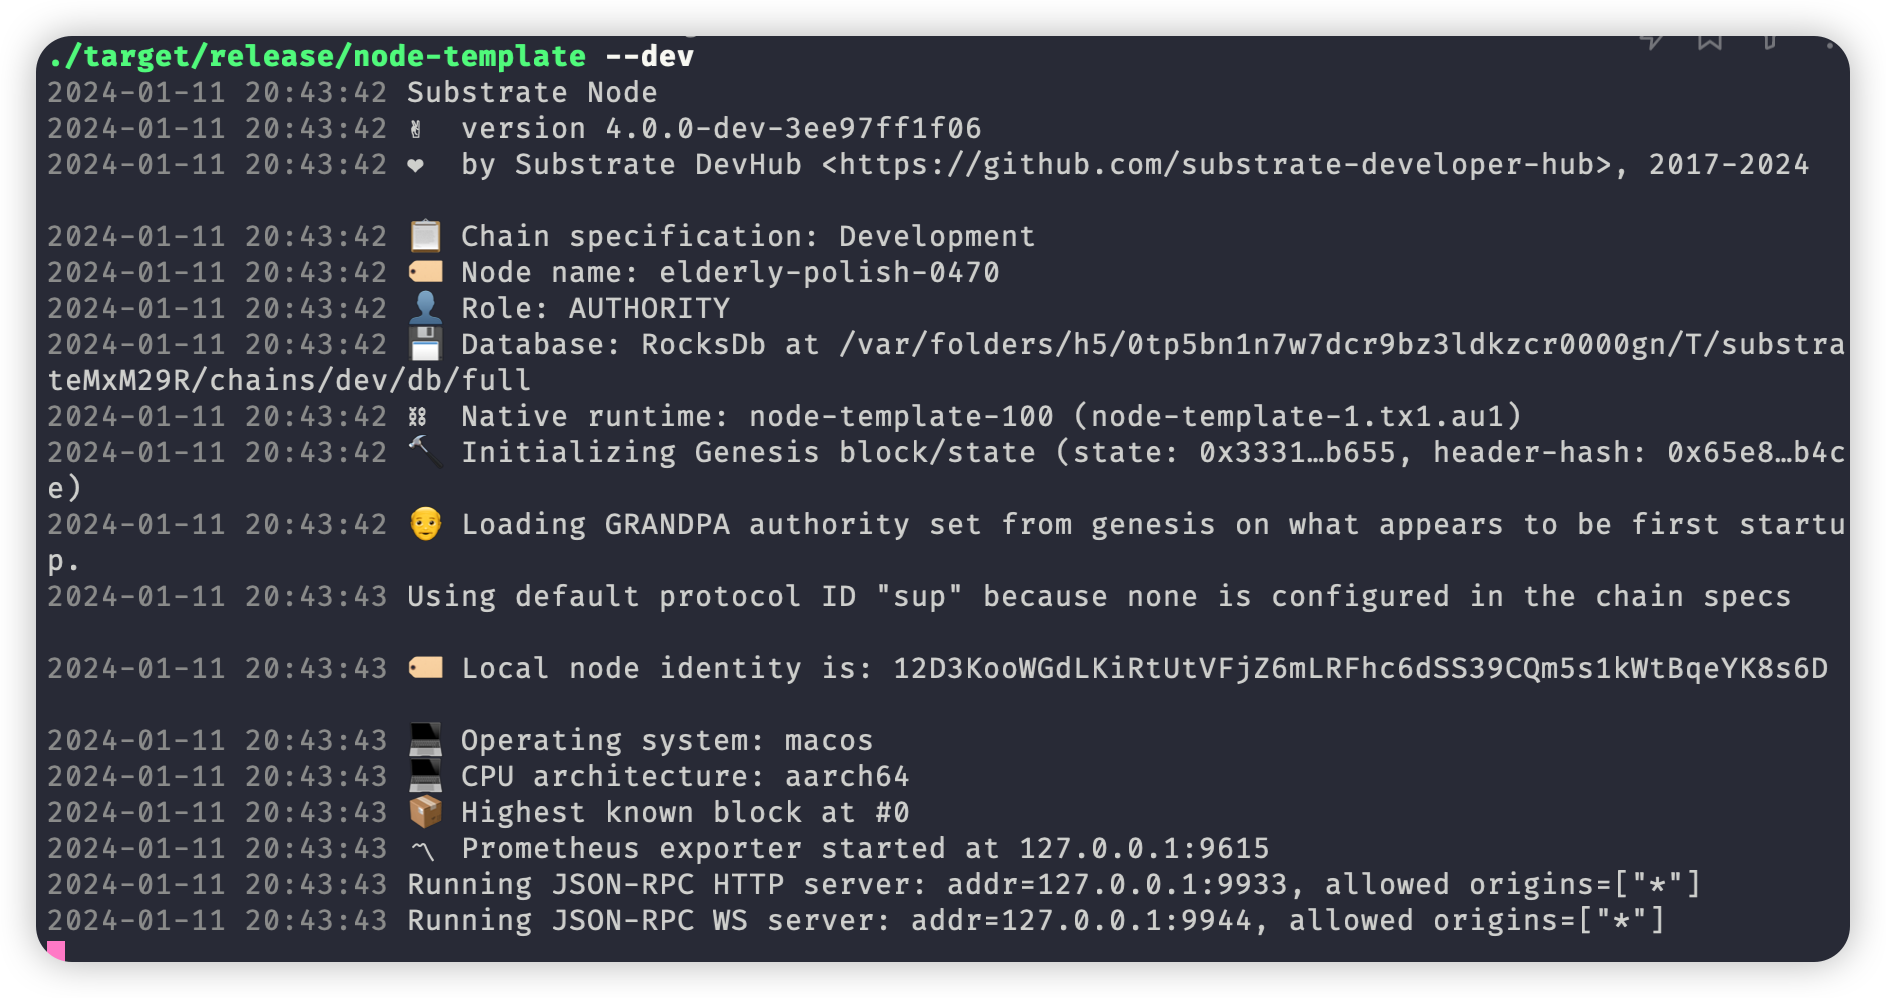 ./target/release/node-template --dev
2024-01-11 20:43:42 Substrate Node
2024-01-11 20:43:42 ✌️  version 4.0.0-dev-3ee97ff1f06
2024-01-11 20:43:42 ❤️  by Substrate DevHub <https://github.com/substrate-developer-hub>, 2017-2024
2024-01-11 20:43:42 📋 Chain specification: Development
2024-01-11 20:43:42 🏷 Node name: elderly-polish-0470
2024-01-11 20:43:42 👤 Role: AUTHORITY
2024-01-11 20:43:42 💾 Database: RocksDb at /var/folders/h5/0tp5bn1n7w7dcr9bz3ldkzcr0000gn/T/substra
teMxM29R/chains/dev/db/full
2024-01-11 20:43:42 ⛓  Native runtime: node-template-100 (node-template-1.tx1.au1)
2024-01-11 20:43:42 🔨 Initializing Genesis block/state (state: 0x3331…b655, header-hash: 0x65e8…b4c
e)
2024-01-11 20:43:42 👴 Loading GRANDPA authority set from genesis on what appears to be first startu
p.
2024-01-11 20:43:43 Using default protocol ID "sup" because none is configured in the chain specs
2024-01-11 20:43:43 🏷 Local node identity is: 12D3KooWGdLKiRtUtVFjZ6mLRFhc6dSS39CQm5s1kWtBqeYK8s6D
2024-01-11 20:43:43 💻 Operating system: macos
2024-01-11 20:43:43 💻 CPU architecture: aarch64
2024-01-11 20:43:43 📦 Highest known block at #0
2024-01-11 20:43:43 〽️ Prometheus exporter started at 127.0.0.1:9615
2024-01-11 20:43:43 Running JSON-RPC HTTP server: addr=127.0.0.1:9933, allowed origins=["*"]
2024-01-11 20:43:43 Running JSON-RPC WS server: addr=127.0.0.1:9944, allowed origins=["*"]